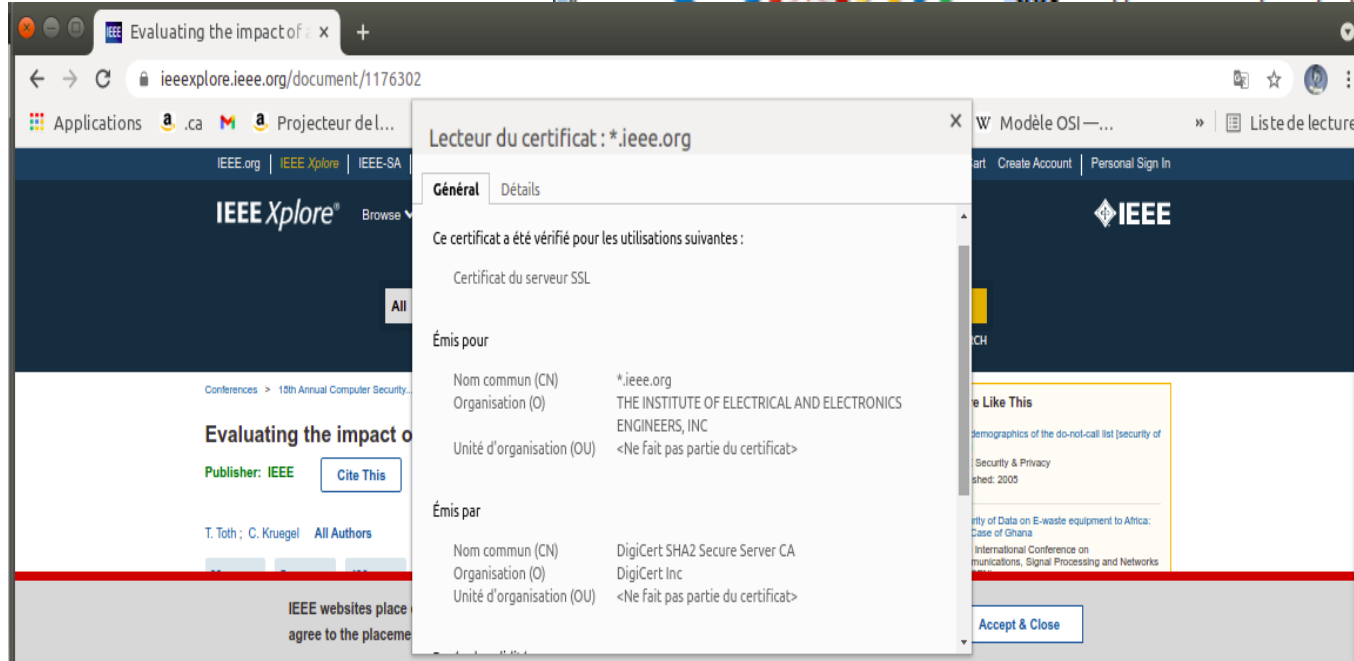 Evaluating the impact of a
ieeexplore.ieee.org/document/1176302
Applications
.ca
Projecteur de l...
W Modèle OSI —...
»
Liste de lecture
IEEE.org | IEEE Xplore | IEEE-SA |
Create Account | Personal Sign In
IEEE Xplore®
Browse
IEEE
All
Conferences > 18th Annual Computer Security...
Evaluating the impact o
Publisher: IEEE
Cite This
T. Toth ; C. Kruegel All Authors
Lecteur du certificat : *.ieee.org
Général
Détails
Ce certificat a été vérifié pour les utilisations suivantes :
Certificat du serveur SSL
Émis pour
Nom commun (CN) *.ieee.org
Organisation (O) THE INSTITUTE OF ELECTRICAL AND ELECTRONICS
ENGINEERS, INC
Unité d'organisation (OU) <Ne fait pas partie du certificat>
Émis par
Nom commun (CN) DigiCert SHA2 Secure Server CA
Organisation (O) DigiCert Inc
Unité d'organisation (OU) <Ne fait pas partie du certificat>
Like This
demographics of the do-not-call list [security of
Security & Privacy
2005
of Data on E-waste equipment to Africa:
Case of Ghana
International Conference on
Signal Processing and Networks
IEEE websites place
agree to the placeme
Accept & Close